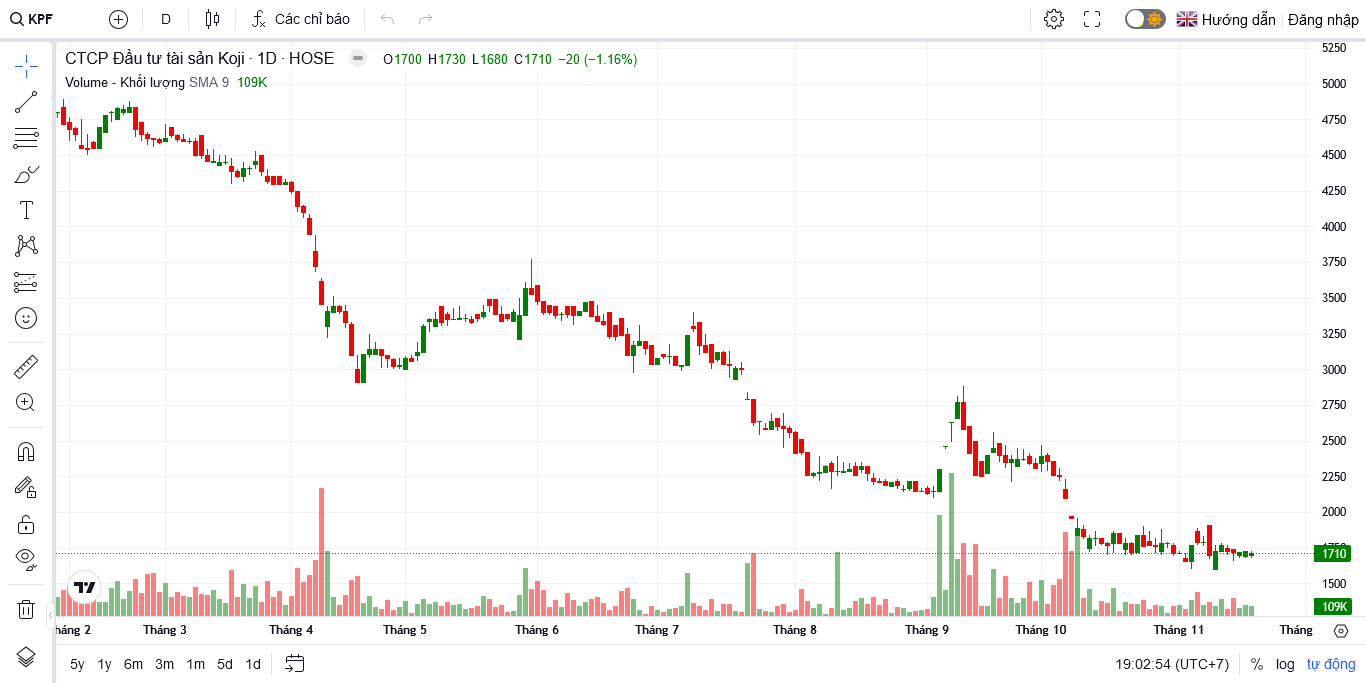 KPF D Các chỉ báo Hướng dẫn Đăng nhập
CTCP Đầu tư tài sản Koji · 1D · HOSE O1700 H1730 L1680 C1710 −20 (−1.16%)
Volume - Khối lượng SMA 9 109K
5250
5000
4750
4500
4250
4000
3750
3500
3250
3000
2750
2500
2250
2000
1710
1500
109K
háng 2 Tháng 3 Tháng 4 Tháng 5 Tháng 6 Tháng 7 Tháng 8 Tháng 9 Tháng 10 Tháng 11 Tháng
5y 1y 6m 3m 1m 5d 1d 19:02:54 (UTC+7) % log tự động